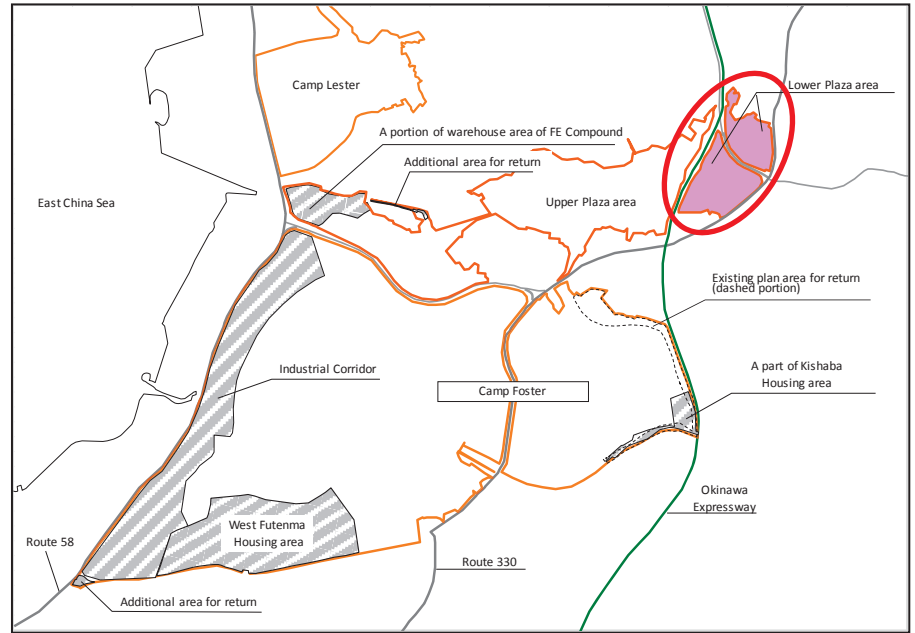 Camp Lester
Lower Plaza area
A portion of warehouse area of FE Compound
Additional area for return
East China Sea
Upper Plaza area
Existing plan area for return
(dashed portion)
Industrial Corridor
A part of Kishaba
Housing area
Camp Foster
Okinawa
Expressway
West Futenma
Housing area
Route 58
Route 330
Additional area for return